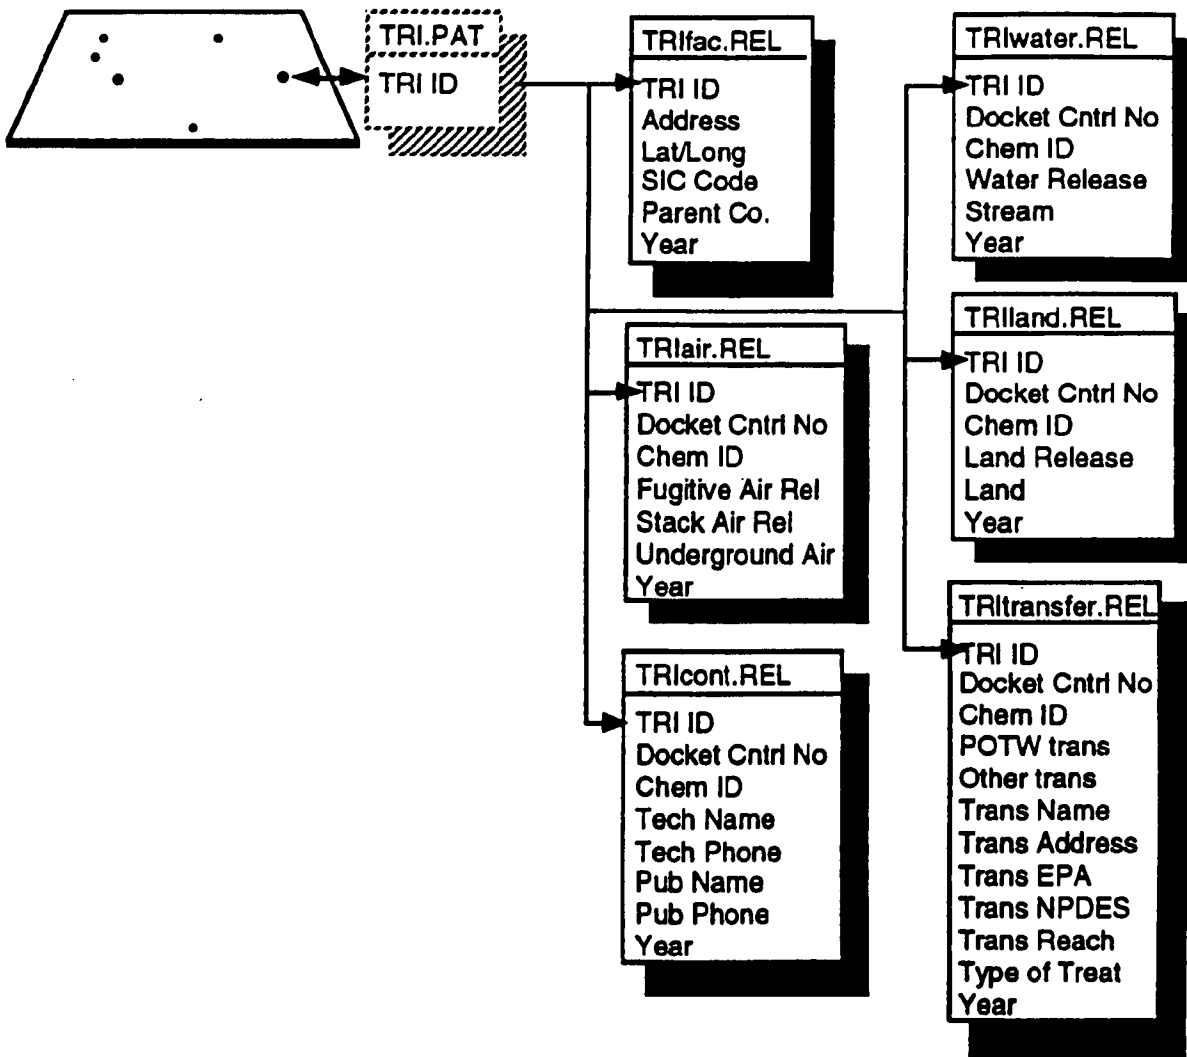 TRI.PAT
TRI ID
TRIfac.REL
TRI ID
Address
Lat/Long
SIC Code
Parent Co.
Year
TRIair.REL
TRI ID
Docket Cntrl No
Chem ID
Fugitive Air Rel
Stack Air Rel
Underground Air
Year
TRIcont.REL
TRI ID
Docket Cntrl No
Chem ID
Tech Name
Tech Phone
Pub Name
Pub Phone
Year
TRIwater.REL
TRI ID
Docket Cntrl No
Chem ID
Water Release
Stream
Year
TRIland.REL
TRI ID
Docket Cntrl No
Chem ID
Land Release
Land
Year
TRItransfer.REL
TRI ID
Docket Cntrl No
Chem ID
POTW trans
Other trans
Trans Name
Trans Address
Trans EPA
Trans NPDES
Trans Reach
Type of Treat
Year